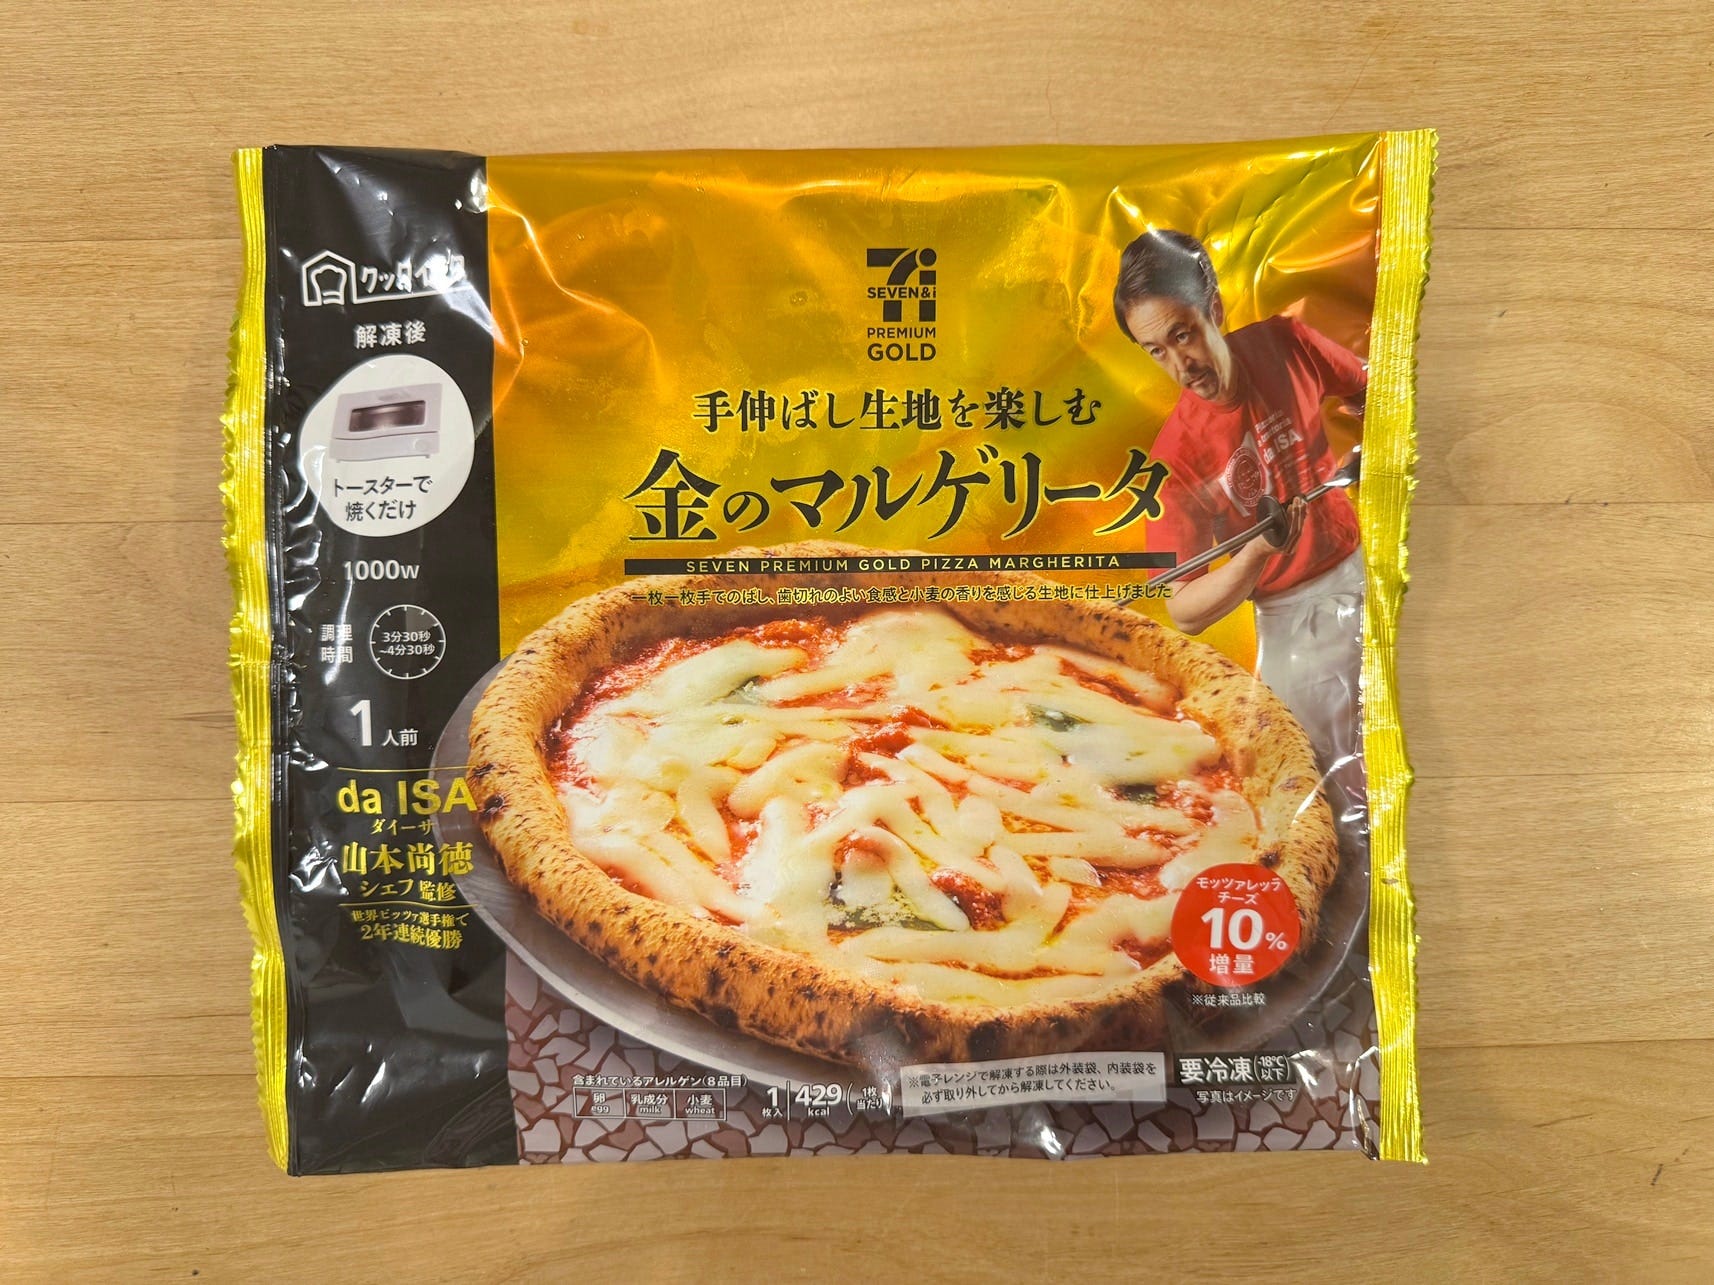 クックイック
解凍後
トースターで
焼くだけ
1000W
調理
時間
3分30秒
~4分30秒
1人前
da ISA
ダイーサ
山本尚徳
シェフ監修
世界ピッツァ選手権で
2年連続優勝
7i
SEVEN&i
PREMIUM
GOLD
手伸ばし生地を楽しむ
金のマルゲリータ
SEVEN PREMIUM GOLD PIZZA MARGHERITA
一枚一枚手でのばし、歯切れのよい食感と小麦の香りを感じる生地に仕上げました
da ISA
モッツァレッラ
チーズ
10%
増量
※従来品比較
含まれているアレルゲン(8品目)
卵 乳成分 小麦
egg milk wheat
1枚入 429kcal (1枚当たり)
※電子レンジで解凍する際は外装袋、内装袋を
必ず取り外してから解凍してください。
要冷凍(-18℃以下)
写真はイメージです